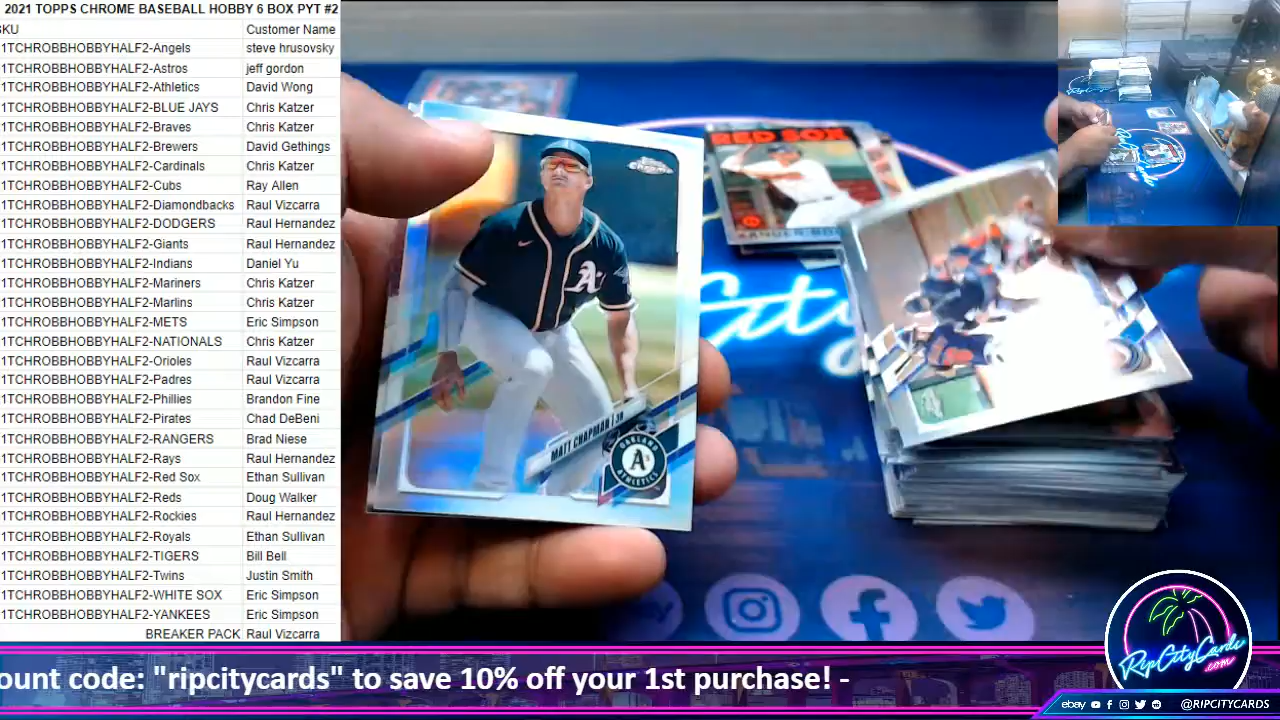 2021 TOPPS CHROME BASEBALL HOBBY 6 BOX PYT #2
SKU Customer Name
1TCHROBBHOBBYHALF2-Angels steve hrusovsky
1TCHROBBHOBBYHALF2-Astros jeff gordon
1TCHROBBHOBBYHALF2-Athletics David Wong
1TCHROBBHOBBYHALF2-BLUE JAYS Chris Katzer
1TCHROBBHOBBYHALF2-Braves Chris Katzer
1TCHROBBHOBBYHALF2-Brewers David Gethings
1TCHROBBHOBBYHALF2-Cardinals Chris Katzer
1TCHROBBHOBBYHALF2-Cubs Ray Allen
1TCHROBBHOBBYHALF2-Diamondbacks Raul Vizcarra
1TCHROBBHOBBYHALF2-DODGERS Raul Hernandez
1TCHROBBHOBBYHALF2-Giants Raul Hernandez
1TCHROBBHOBBYHALF2-Indians Daniel Yu
1TCHROBBHOBBYHALF2-Mariners Chris Katzer
1TCHROBBHOBBYHALF2-Marlins Chris Katzer
1TCHROBBHOBBYHALF2-METS Eric Simpson
1TCHROBBHOBBYHALF2-NATIONALS Chris Katzer
1TCHROBBHOBBYHALF2-Orioles Raul Vizcarra
1TCHROBBHOBBYHALF2-Padres Raul Vizcarra
1TCHROBBHOBBYHALF2-Phillies Brandon Fine
1TCHROBBHOBBYHALF2-Pirates Chad DeBeni
1TCHROBBHOBBYHALF2-RANGERS Brad Niese
1TCHROBBHOBBYHALF2-Rays Raul Hernandez
1TCHROBBHOBBYHALF2-Red Sox Ethan Sullivan
1TCHROBBHOBBYHALF2-Reds Doug Walker
1TCHROBBHOBBYHALF2-Rockies Raul Hernandez
1TCHROBBHOBBYHALF2-Royals Ethan Sullivan
1TCHROBBHOBBYHALF2-TIGERS Bill Bell
1TCHROBBHOBBYHALF2-Twins Justin Smith
1TCHROBBHOBBYHALF2-WHITE SOX Eric Simpson
1TCHROBBHOBBYHALF2-YANKEES Eric Simpson
BREAKER PACK Raul Vizcarra
RED SOX
A's
MATT CHAPMAN | 3B
OAKLAND
A's
ATHLETICS
City
RipCityCards
.com
ount code: "ripcitycards" to save 10% off your 1st purchase! -
ebay @RIPCITYCARDS